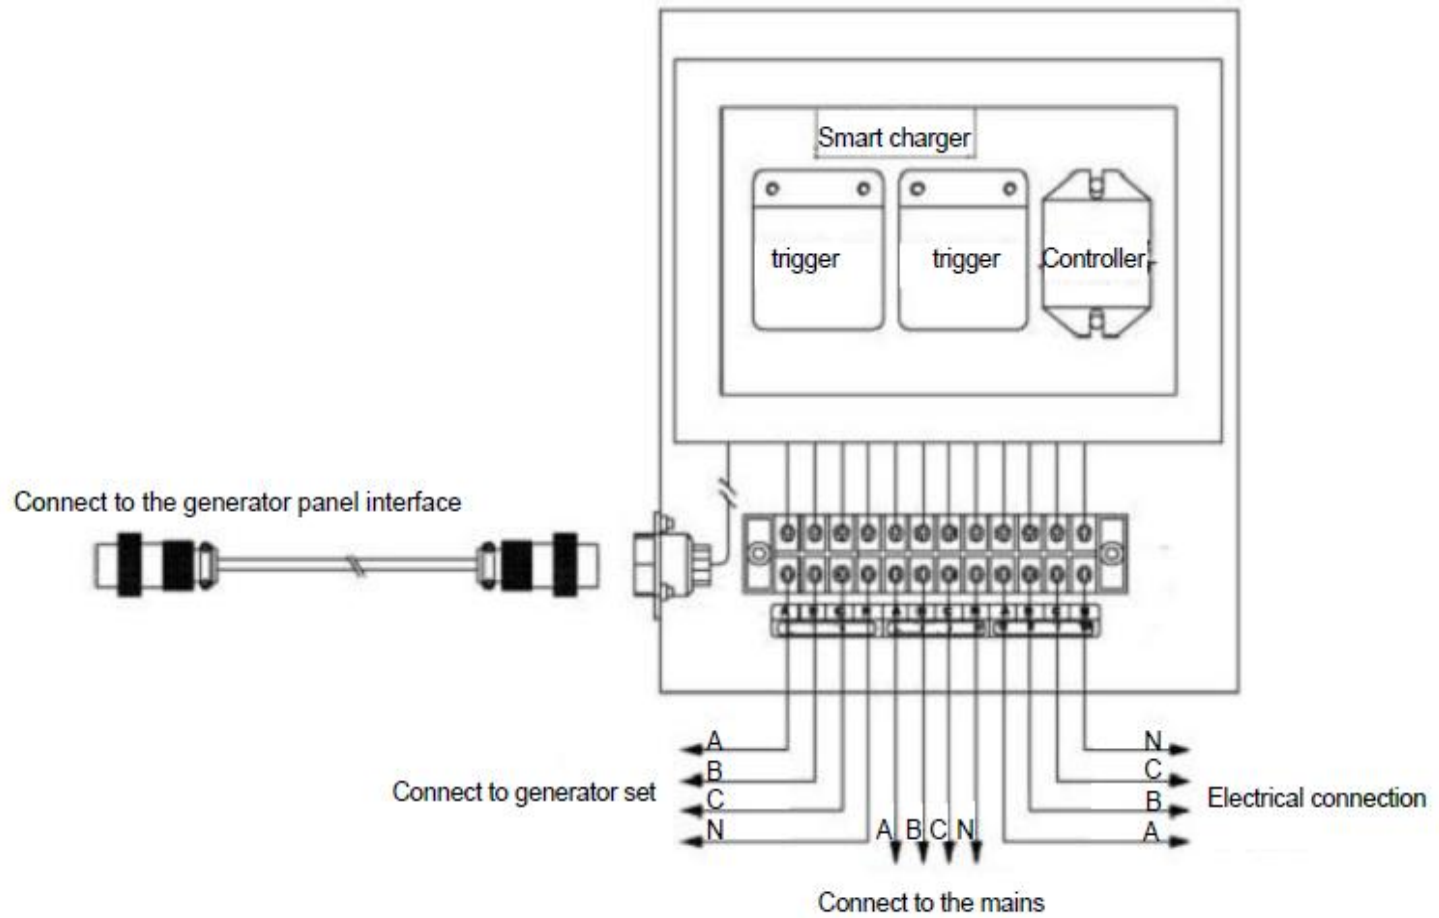 Smart charger
trigger
trigger
Controller
Connect to the generator panel interface
A
B
C
N
Connect to generator set
A B C N
Connect to the mains
N
C
B
A
Electrical connection